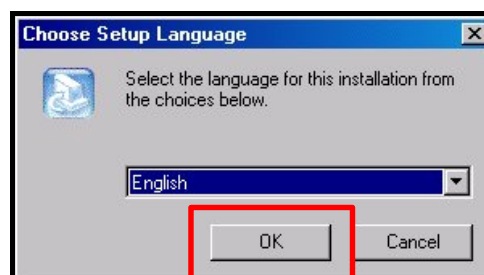 Choose Setup Language
Select the language for this installation from
the choices below.
English
OK Cancel